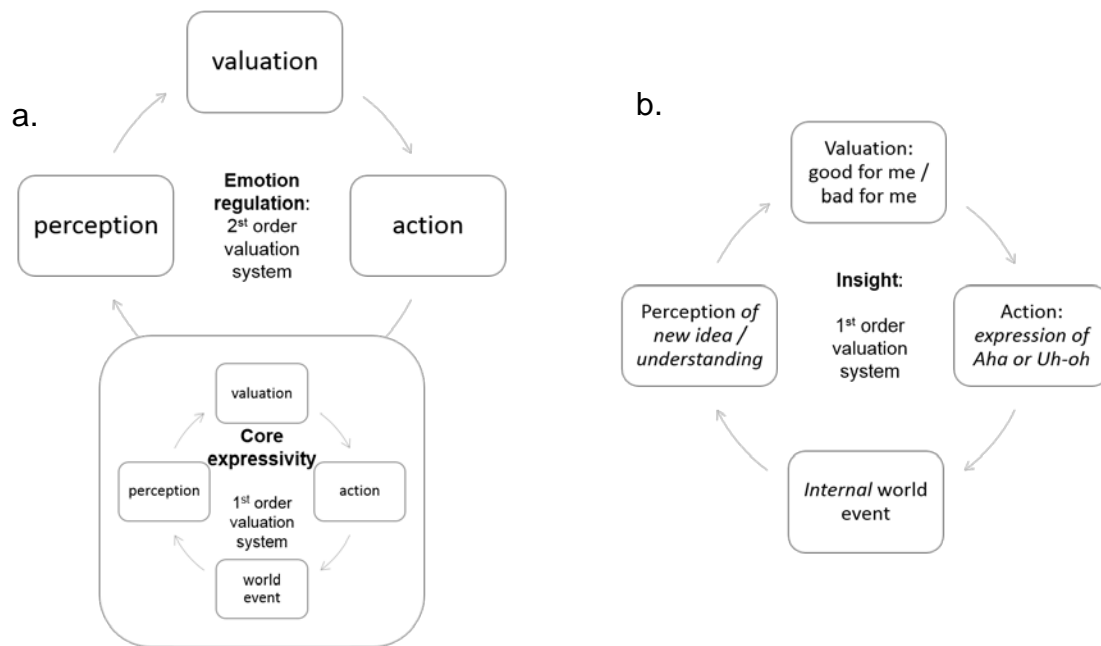 a.
valuation
perception
Emotion
regulation:
2st order
valuation
system
action
valuation
Core
expressivity
perception
1st order
valuation
system
action
world
event
b.
Valuation:
good for me /
bad for me
Perception of
new idea /
understanding
Insight:
1st order
valuation
system
Action:
expression of
Aha or Uh-oh
Internal world
event